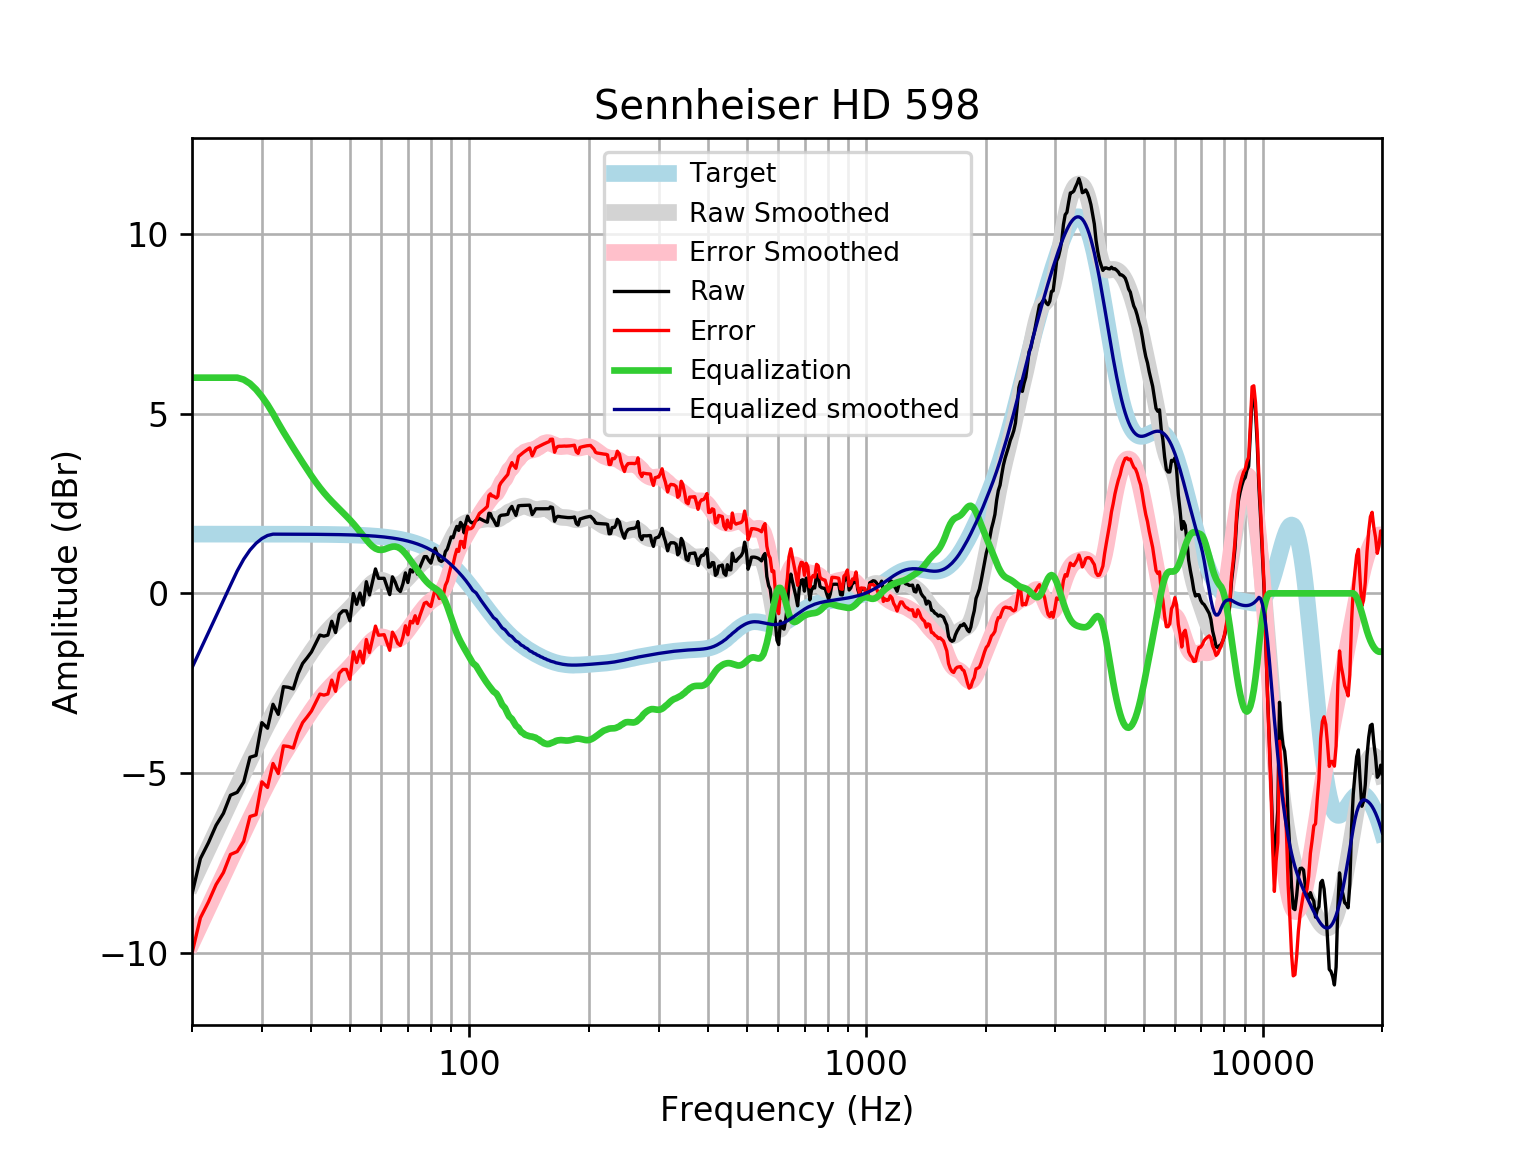 Sennheiser HD 598
Target
Raw Smoothed
Error Smoothed
Raw
Error
Equalization
Equalized smoothed
10
5
0
−5
−10
Amplitude (dBr)
100
1000
10000
Frequency (Hz)